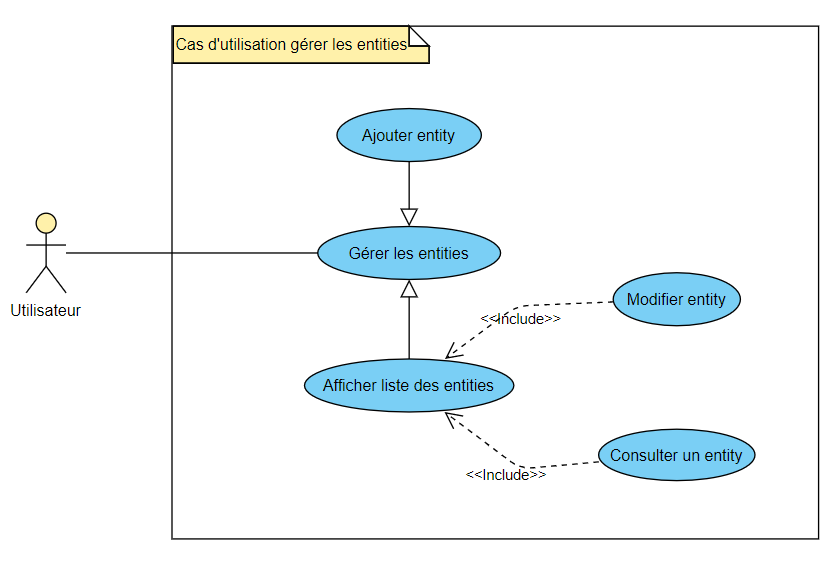 Cas d'utilisation gérer les entities
Ajouter entity
Gérer les entities
Utilisateur
Modifier entity
<<Include>>
Afficher liste des entities
Consulter un entity
<<Include>>